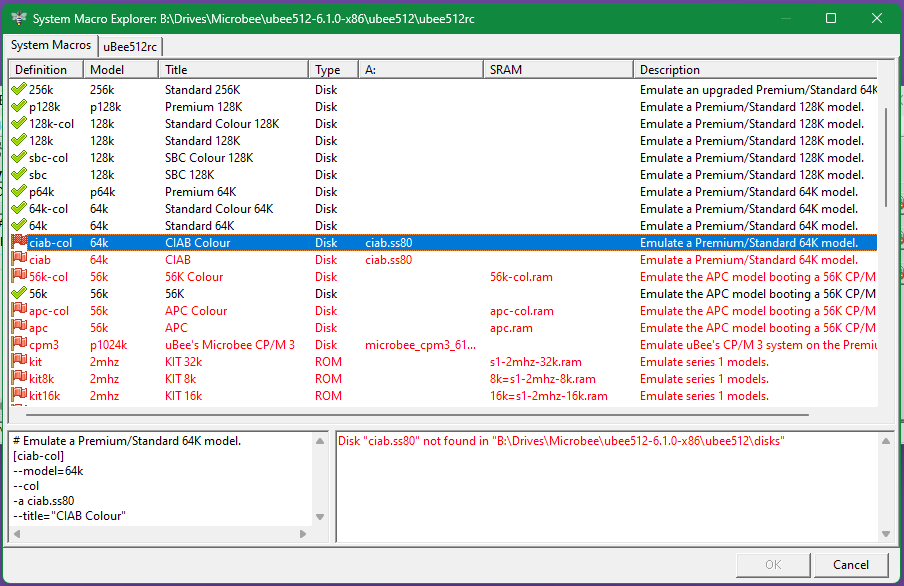 System Macro Explorer: B:\Drives\Microbee\ubee512-6.1.0-x86\ubee512\ubee512rc
System Macros uBee512rc
Definition Model Title Type A: SRAM Description
256k 256k Standard 256K Disk Emulate an upgraded Premium/Standard 64K
p128k p128k Premium 128K Disk Emulate a Premium/Standard 128K model.
128k-col 128k Standard Colour 128K Disk Emulate a Premium/Standard 128K model.
128k 128k Standard 128K Disk Emulate a Premium/Standard 128K model.
sbc-col 128k SBC Colour 128K Disk Emulate a Premium/Standard 128K model.
sbc 128k SBC 128K Disk Emulate a Premium/Standard 128K model.
p64k p64k Premium 64K Disk Emulate a Premium/Standard 64K model.
64k-col 64k Standard Colour 64K Disk Emulate a Premium/Standard 64K model.
64k 64k Standard 64K Disk Emulate a Premium/Standard 64K model.
ciab-col 64k CIAB Colour Disk ciab.ss80 Emulate a Premium/Standard 64K model.
ciab 64k CIAB Disk ciab.ss80 Emulate a Premium/Standard 64K model.
56k-col 56k 56K Colour Disk 56k-col.ram Emulate the APC model booting a 56K CP/M
56k 56k 56K Disk Emulate the APC model booting a 56K CP/M
apc-col 56k APC Colour Disk apc-col.ram Emulate the APC model booting a 56K CP/M
apc 56k APC Disk apc.ram Emulate the APC model booting a 56K CP/M
cpm3 p1024k uBee's Microbee CP/M 3 Disk microbee_cpm3_61... Emulate uBee's CP/M 3 system on the Premiu
kit 2mhz KIT 32k ROM s1-2mhz-32k.ram Emulate series 1 models.
kit8k 2mhz KIT 8k ROM 8k=s1-2mhz-8k.ram Emulate series 1 models.
kit16k 2mhz KIT 16k ROM 16k=s1-2mhz-16k.ram Emulate series 1 models.
# Emulate a Premium/Standard 64K model.
[ciab-col]
--model=64k
--col
-a ciab.ss80
--title="CIAB Colour"
Disk "ciab.ss80" not found in "B:\Drives\Microbee\ubee512-6.1.0-x86\ubee512\disks"
OK Cancel